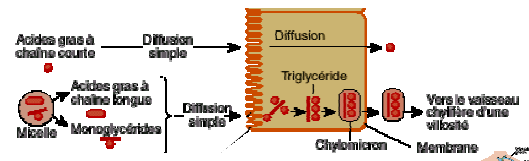 Acides gras à
chaîne courte
Diffusion
simple
Diffusion
Triglycéride
Acides gras à
chaîne longue
Monoglycérides
Micelle
Diffusion
simple
Vers le vaisseau
chylifère d'une
villosité
Chylomicron
Membrane